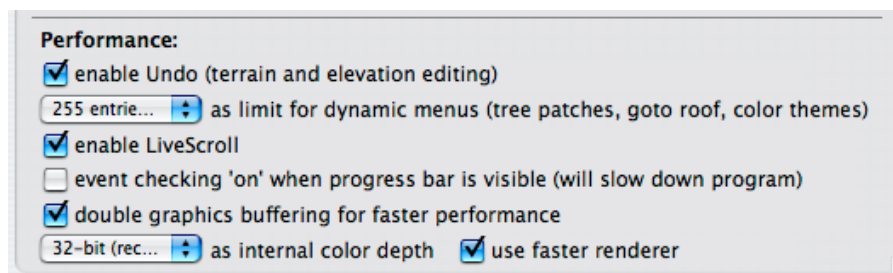 Performance:
enable Undo (terrain and elevation editing)
255 entrie... as limit for dynamic menus (tree patches, goto roof, color themes)
enable LiveScroll
event checking 'on' when progress bar is visible (will slow down program)
double graphics buffering for faster performance
32-bit (rec... as internal color depth use faster renderer